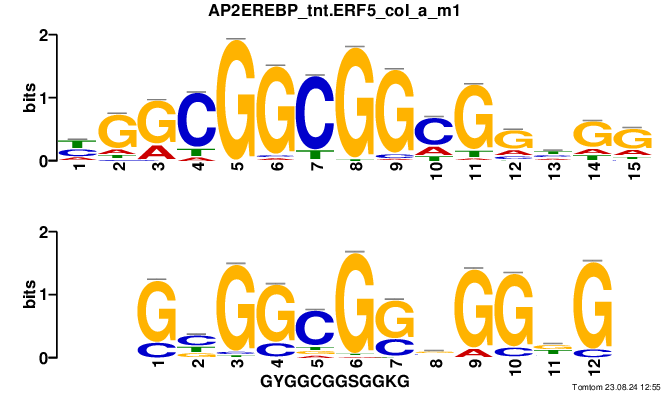 AP2EREBP_tnt.ERF5_col_a_m1
2
1
0
bits
T C G G C G G C G G C G G G G
1 2 3 4 5 6 7 8 9 10 11 12 13 14 15
2
1
0
bits
G C G G C G G G G G
1 2 3 4 5 6 7 8 9 10 11 12
GYGGCGGSGGKG
Tomtom 23.08.24 12:55